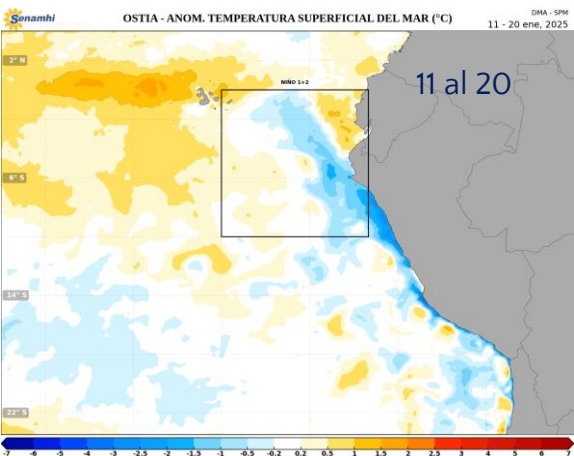 Senamhi
OSTIA - ANOM. TEMPERATURA SUPERFICIAL DEL MAR (°C)
DMA - SPM
11 - 20 ene, 2025
2° N
NIÑO 1+2
11 al 20
6° S
14° S
22° S
-7 -6 -5 -4 -3 -2.5 -2 -1.5 -1 -0.5 -0.2 0.2 0.5 1 1.5 2 2.5 3 4 5 6 7